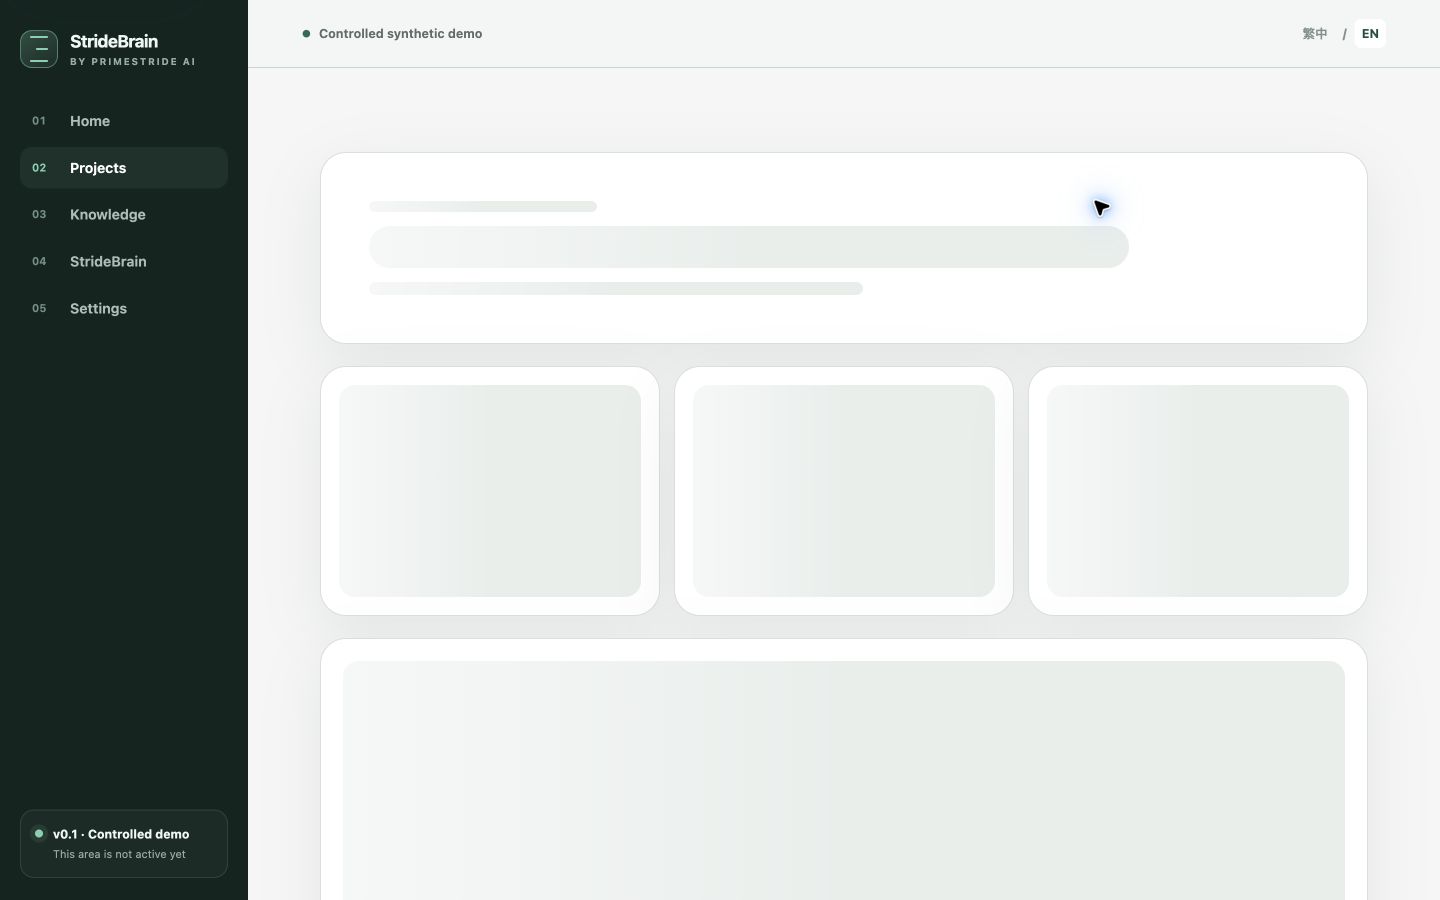 StrideBrain
BY PRIMESTRIDE AI
01 Home
02 Projects
03 Knowledge
04 StrideBrain
05 Settings
v0.1 · Controlled demo
This area is not active yet
Controlled synthetic demo
繁中 / EN